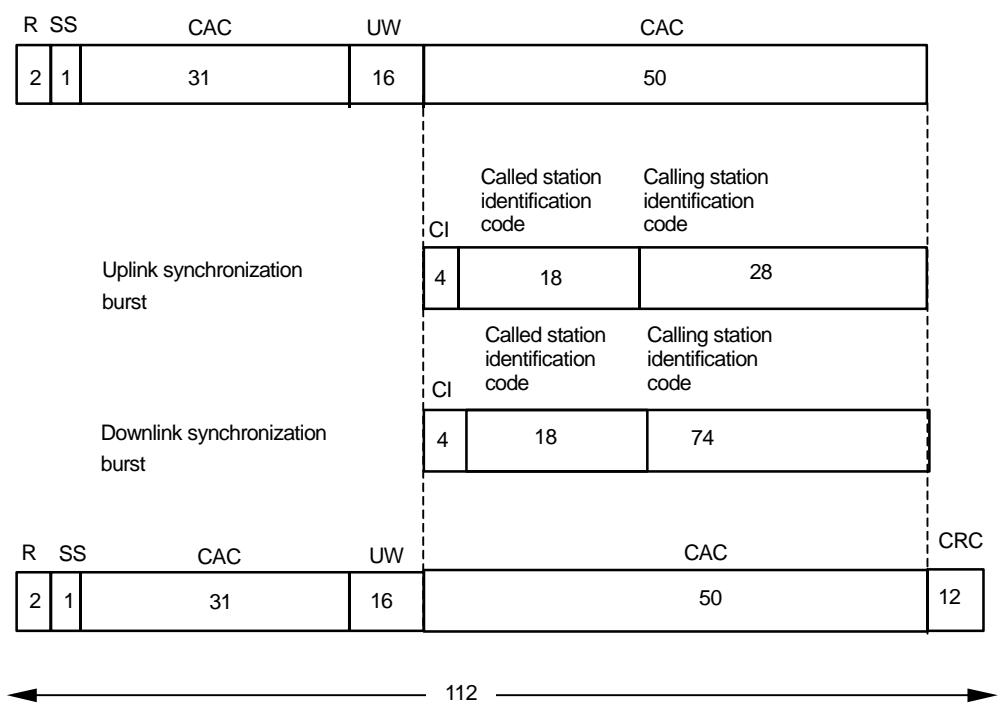 R SS CAC UW CAC
2 1 31 16 50
Called station
identification
code
Calling station
identification
code
CI
Uplink synchronization
burst
4 18 28
Called station
identification
code
Calling station
identification
code
CI
Downlink synchronization
burst
4 18 74
R SS CAC UW CAC CRC
2 1 31 16 50 12
112